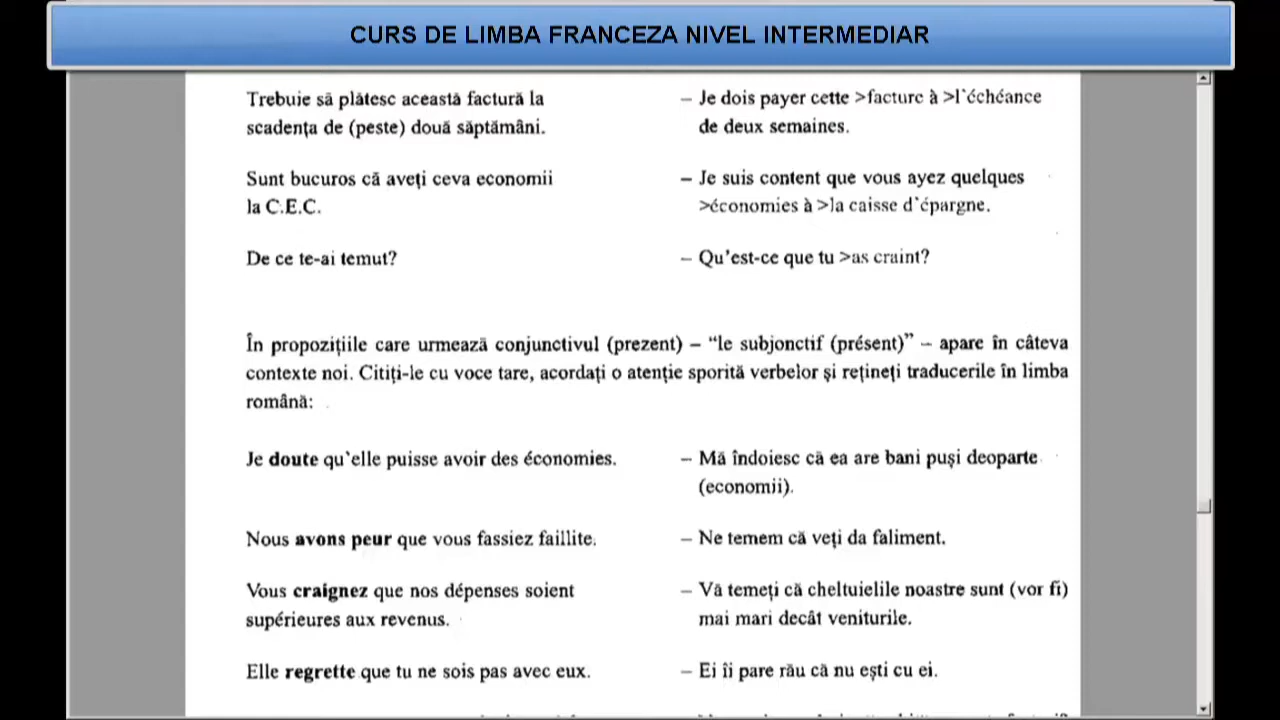 CURS DE LIMBA FRANCEZA NIVEL INTERMEDIAR
Trebuie să plătesc această factură la
scadența de (peste) două săptămâni.
– Je dois payer cette >facture à >l'échéance
de deux semaines.
Sunt bucuros că aveți ceva economii
la C.E.C.
– Je suis content que vous ayez quelques
>économies à >la caisse d'épargne.
De ce te-ai temut?
– Qu'est-ce que tu >as craint?
În propozițiile care urmează conjunctivul (prezent) – “le subjonctif (présent)” – apare în câteva
contexte noi. Citiți-le cu voce tare, acordați o atenție sporită verbelor și rețineți traducerile în limba
română:
Je doute qu'elle puisse avoir des économies.
– Mă îndoiesc că ea are bani puși deoparte
(economii).
Nous avons peur que vous fassiez faillite.
– Ne temem că veți da faliment.
Vous craignez que nos dépenses soient
supérieures aux revenus.
– Vă temeți că cheltuielile noastre sunt (vor fi)
mai mari decât veniturile.
Elle regrette que tu ne sois pas avec eux.
– Ei îi pare rău că nu ești cu ei.